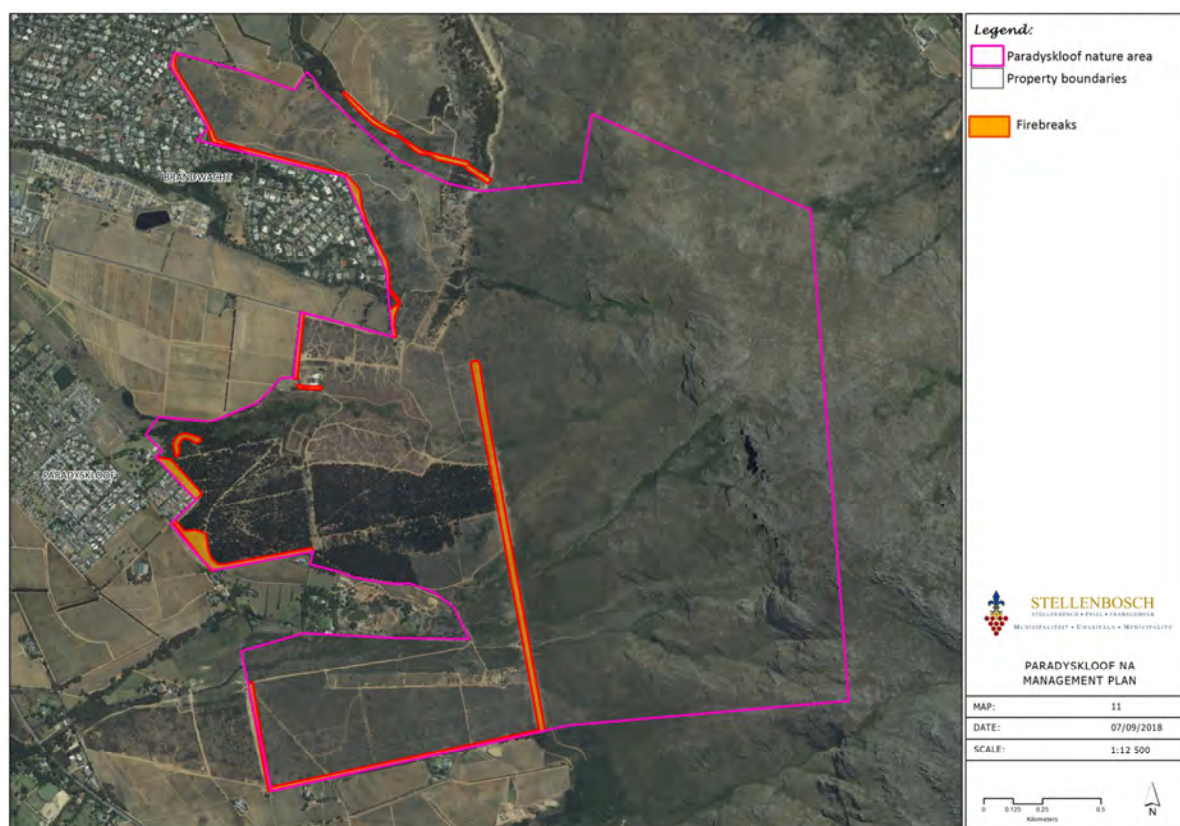 Legend:
Paradyskloof nature area
Property boundaries
Firebreaks
BRANDWACHT
PARADYSKLOOF
STELLENBOSCH
STELLENBOSCH • PNIEL • FRANSCHHOEK
MUNISIPALITEIT • UMASIPALA • MUNICIPALITY
PARADYSKLOOF NA
MANAGEMENT PLAN
MAP: 11
DATE: 07/09/2018
SCALE: 1:12 500
0 0.125 0.25 0.5
Kilometers
N